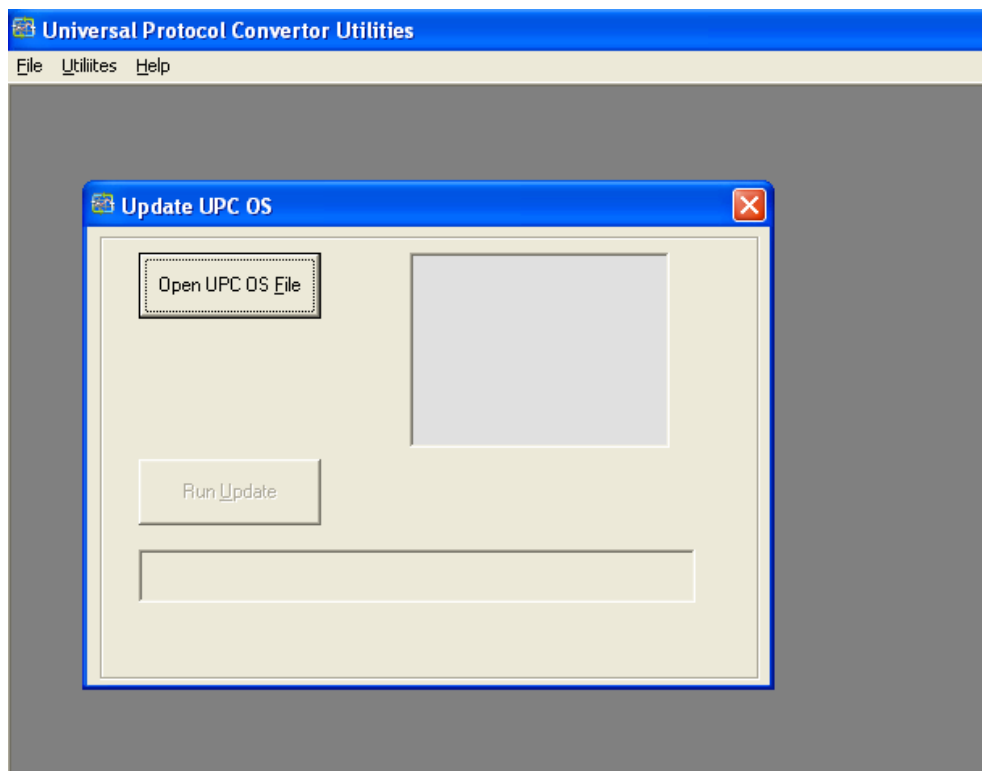 Universal Protocol Convertor Utilities
File Utiliites Help
Update UPC OS
Open UPC OS File
Run Update